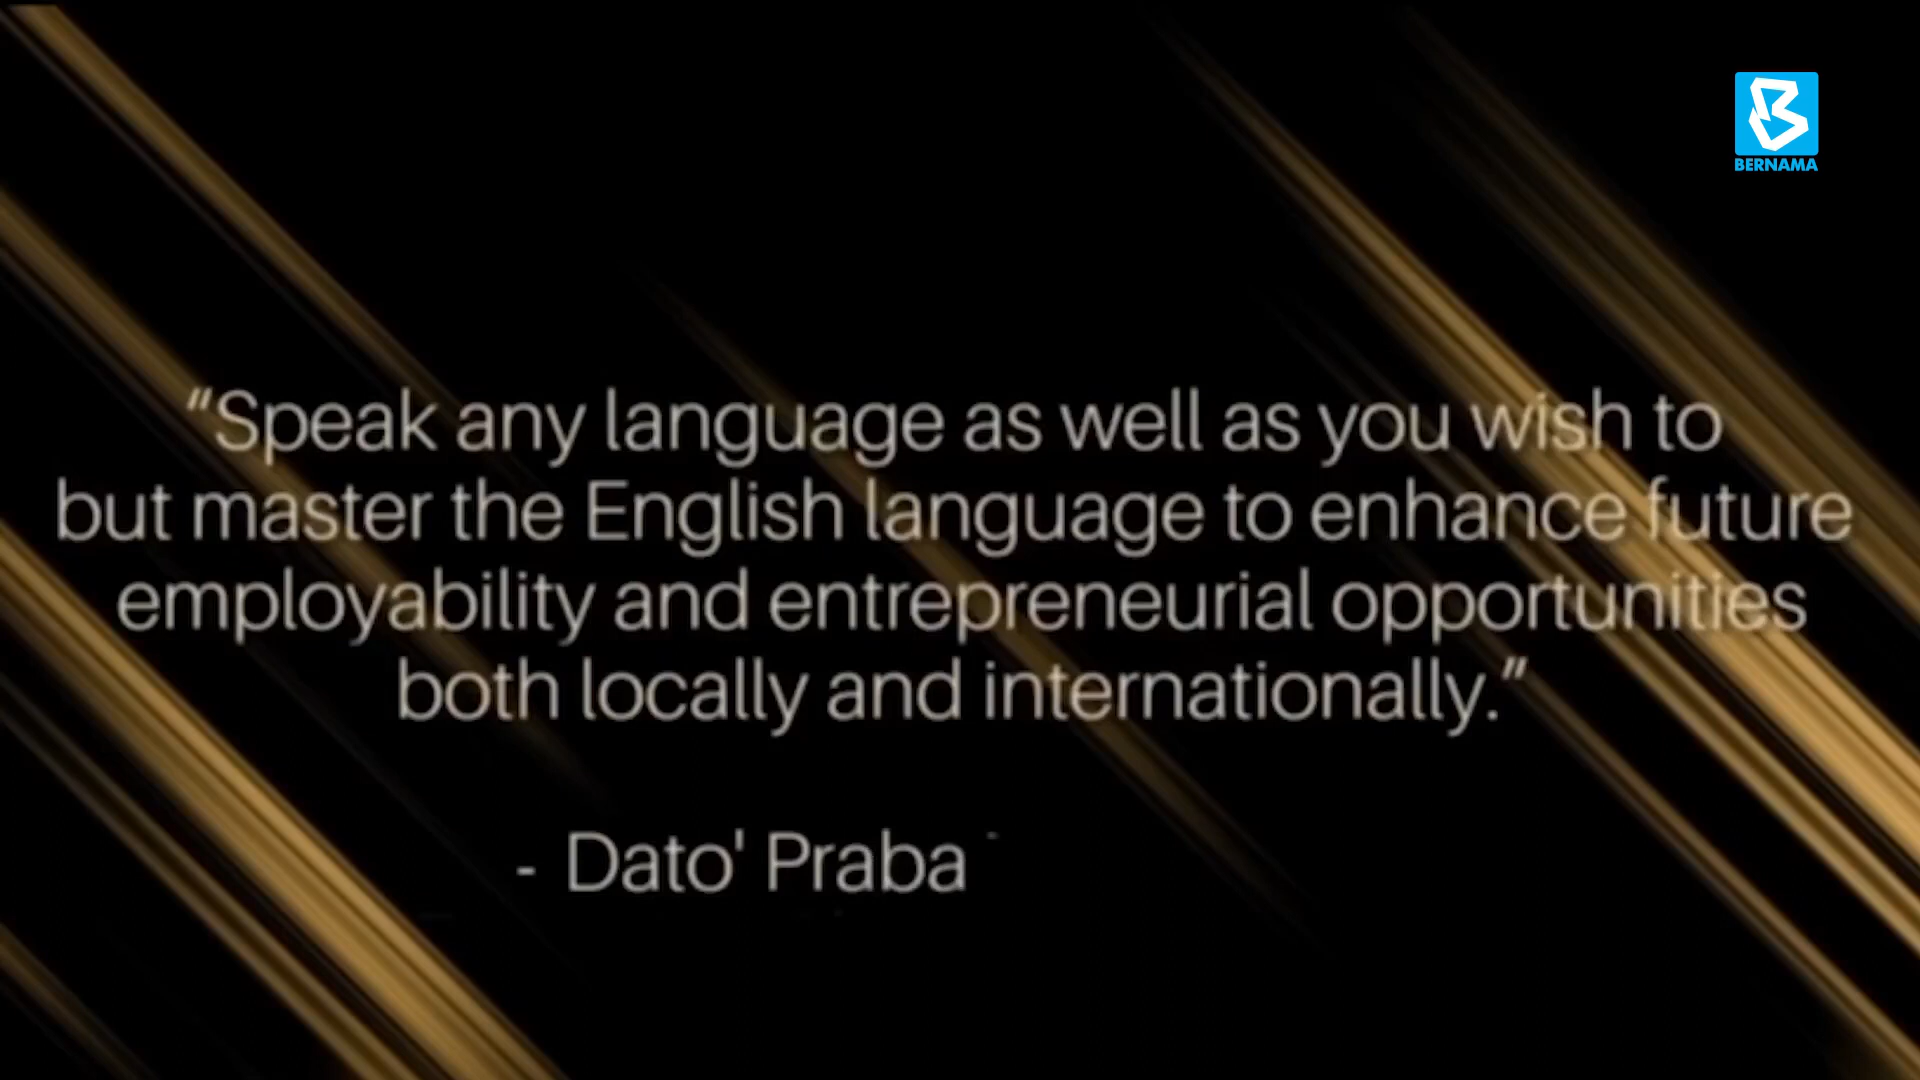 BERNAMA
“Speak any language as well as you wish to
but master the English language to enhance future
employability and entrepreneurial opportunities
both locally and internationally.”
- Dato' Praba